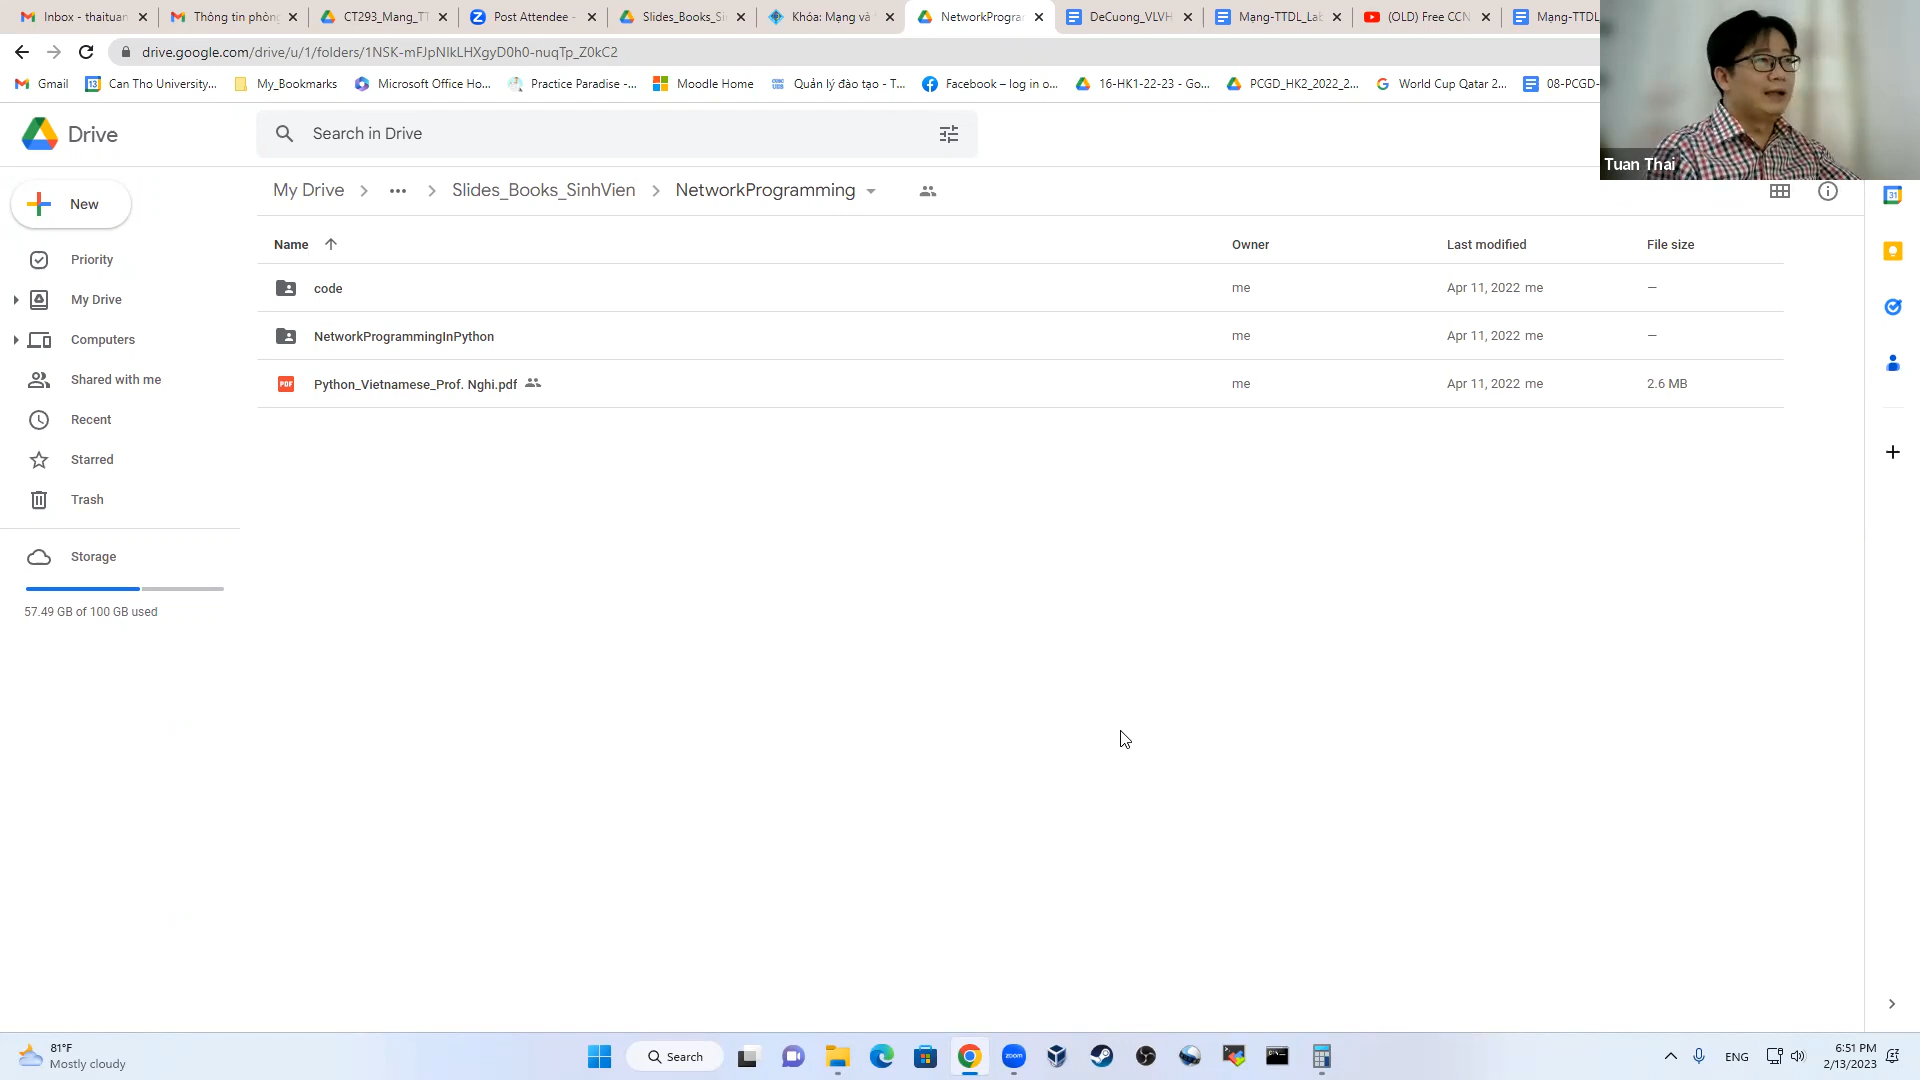 Inbox - thaituan
Thông tin phòng
CT293_Mang_TT
Post Attendee -
Slides_Books_Si
Khóa: Mạng và
NetworkProgra
DeCuong_VLVH
Mạng-TTDL_La
(OLD) Free CCN
Mạng-TTDL
drive.google.com/drive/u/1/folders/1NSK-mFJpNIkLHXgyD0h0-nuqTp_Z0kC2
Gmail
Can Tho University...
My_Bookmarks
Microsoft Office Ho...
Practice Paradise -...
Moodle Home
Quản lý đào tạo - T...
Facebook – log in o...
16-HK1-22-23 - Go...
PCGD_HK2_2022_2...
World Cup Qatar 2...
08-PCGD-
Tuan Thai
Drive
Search in Drive
New
My Drive
Slides_Books_SinhVien
NetworkProgramming
Name
Owner
Last modified
File size
code
me
Apr 11, 2022 me
—
NetworkProgrammingInPython
me
Apr 11, 2022 me
—
Python_Vietnamese_Prof. Nghi.pdf
me
Apr 11, 2022 me
2.6 MB
Priority
My Drive
Computers
Shared with me
Recent
Starred
Trash
Storage
57.49 GB of 100 GB used
81°F
Mostly cloudy
Search
zoom
ENG
6:51 PM
2/13/2023